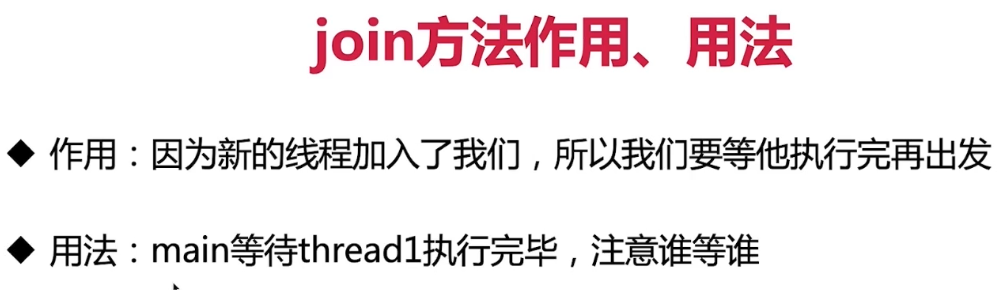 join方法作用、用法
◆ 作用：因为新的线程加入了我们，所以我们要等他执行完再出发
◆ 用法：main等待thread1执行完毕，注意谁等谁